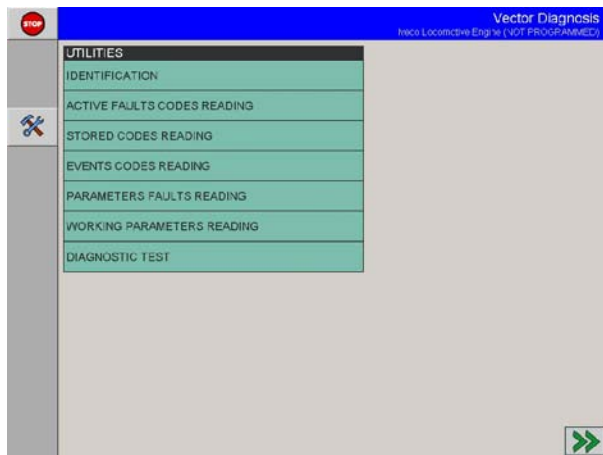 STOP
Vector Diagnosis
Iveco Locomctive Engine (NOT PROGRAMMED)
UTILITIES
IDENTIFICATION
ACTIVE FAULTS CODES READING
STORED CODES READING
EVENTS CODES READING
PARAMETERS FAULTS READING
WORKING PARAMETERS READING
DIAGNOSTIC TEST